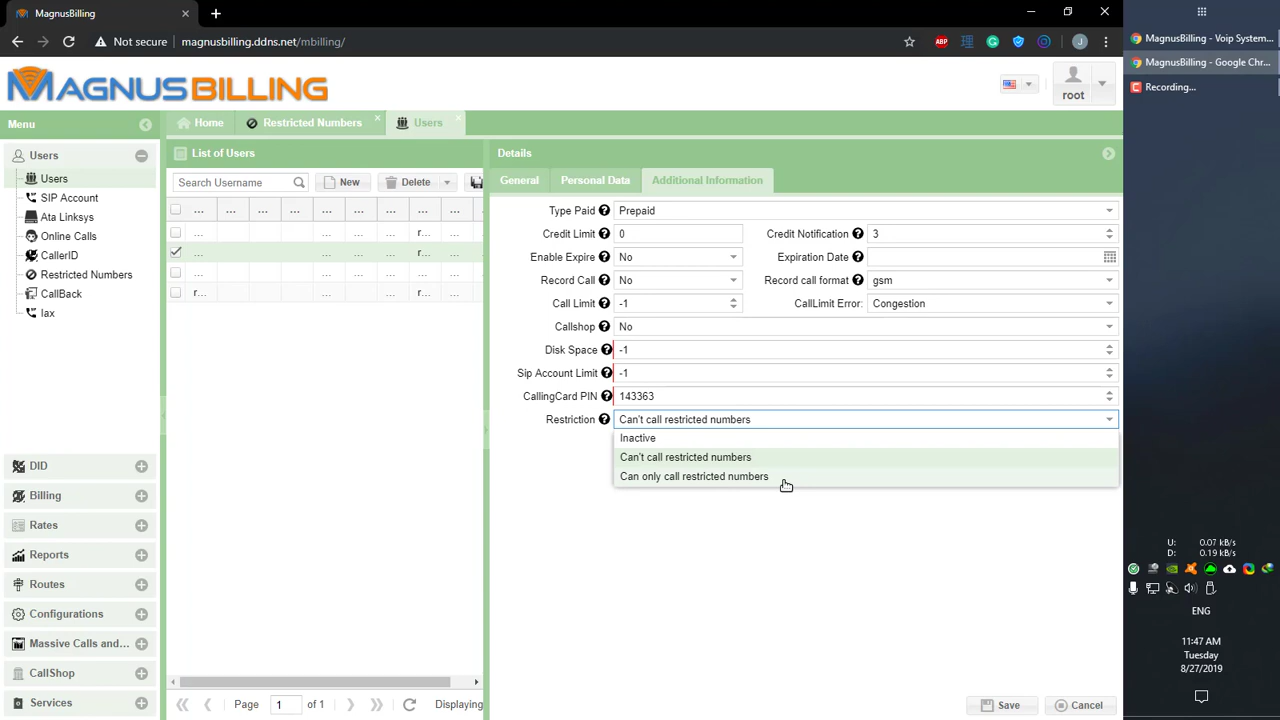 MagnusBilling
Not secure
magnusbilling.ddns.net/mbilling/
ABP
J
MagnusBilling - Voip System...
MagnusBilling - Google Chr...
Recording...
MAGNUSBILLING
root
Menu
Home
Restricted Numbers
Users
Users
Users
SIP Account
Ata Linksys
Online Calls
CallerID
Restricted Numbers
CallBack
Iax
DID
Billing
Rates
Reports
Routes
Configurations
Massive Calls and...
CallShop
Services
List of Users
Search Username
New
Delete
... ... ... ... ... ... ... ... ...
... ... ... ... ... ... ... r... ...
... ... ... ... ... ... ... r... ...
... ... ... ... ... ... ... r... ...
r... ... ... ... ... ... ... r... ...
Page 1 of 1
Displaying
Details
General
Personal Data
Additional Information
Type Paid Prepaid
Credit Limit 0 Credit Notification 3
Enable Expire No Expiration Date
Record Call No Record call format gsm
Call Limit -1 CallLimit Error: Congestion
Callshop No
Disk Space -1
Sip Account Limit -1
CallingCard PIN 143363
Restriction Can't call restricted numbers
Inactive
Can't call restricted numbers
Can only call restricted numbers
Save
Cancel
U: 0.07 kB/s
D: 0.19 kB/s
ENG
11:47 AM
Tuesday
8/27/2019